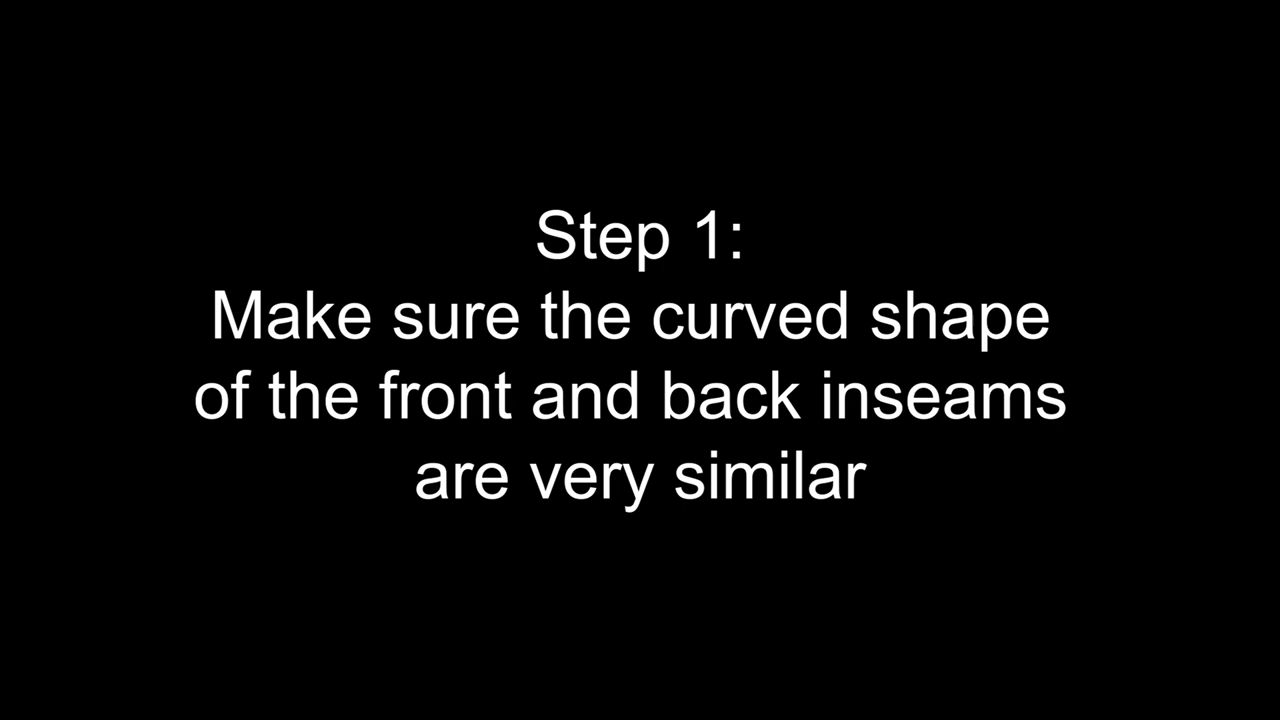 Step 1:
Make sure the curved shape
of the front and back inseams
are very similar